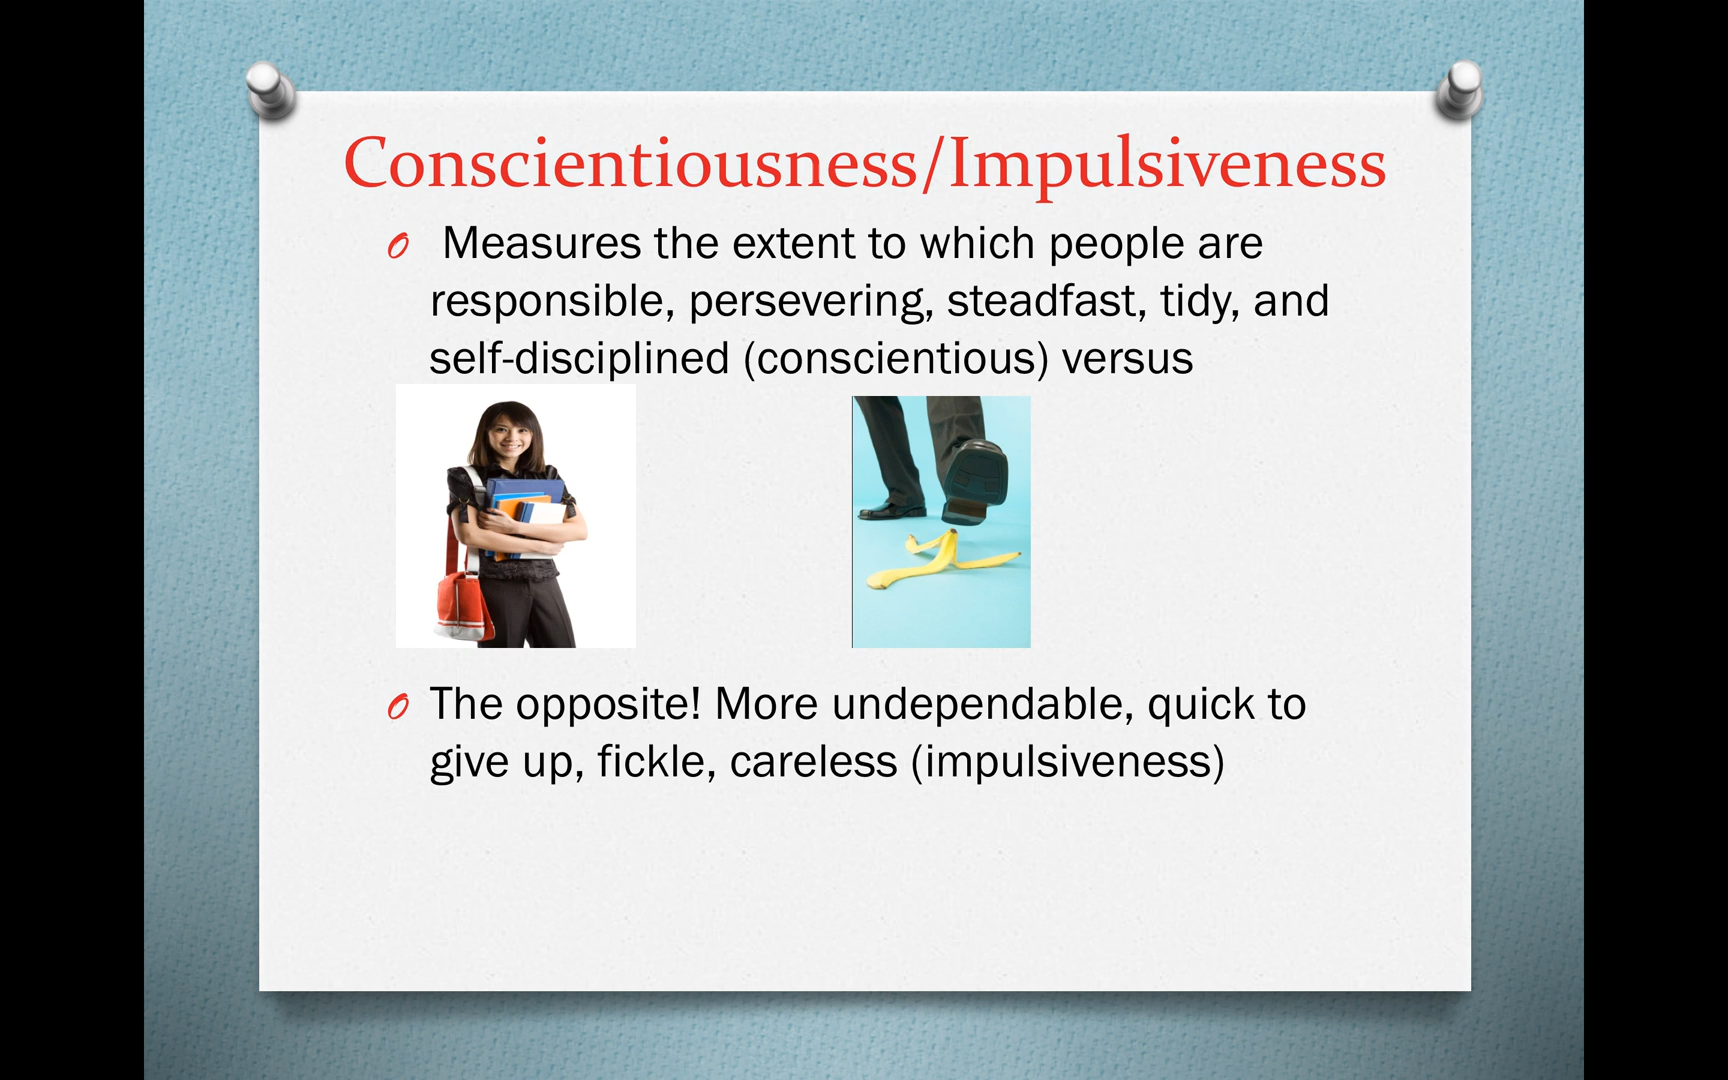 Conscientiousness/Impulsiveness
Measures the extent to which people are
responsible, persevering, steadfast, tidy, and
self-disciplined (conscientious) versus
The opposite! More undependable, quick to
give up, fickle, careless (impulsiveness)